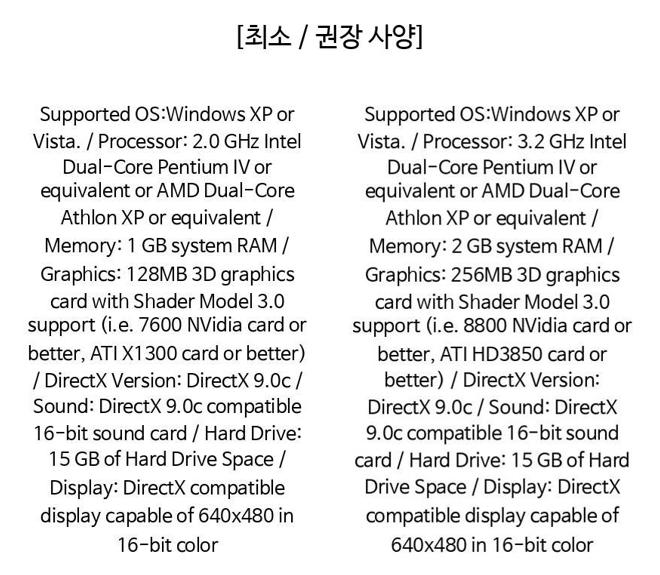 [최소 / 권장 사양]
Supported OS:Windows XP or
Vista. / Processor: 2.0 GHz Intel
Dual-Core Pentium IV or
equivalent or AMD Dual-Core
Athlon XP or equivalent /
Memory: 1 GB system RAM /
Graphics: 128MB 3D graphics
card with Shader Model 3.0
support (i.e. 7600 NVidia card or
better, ATI X1300 card or better)
/ DirectX Version: DirectX 9.0c /
Sound: DirectX 9.0c compatible
16-bit sound card / Hard Drive:
15 GB of Hard Drive Space /
Display: DirectX compatible
display capable of 640x480 in
16-bit color
Supported OS:Windows XP or
Vista. / Processor: 3.2 GHz Intel
Dual-Core Pentium IV or
equivalent or AMD Dual-Core
Athlon XP or equivalent /
Memory: 2 GB system RAM /
Graphics: 256MB 3D graphics
card with Shader Model 3.0
support (i.e. 8800 NVidia card or
better, ATI HD3850 card or
better) / DirectX Version:
DirectX 9.0c / Sound: DirectX
9.0c compatible 16-bit sound
card / Hard Drive: 15 GB of Hard
Drive Space / Display: DirectX
compatible display capable of
640x480 in 16-bit color